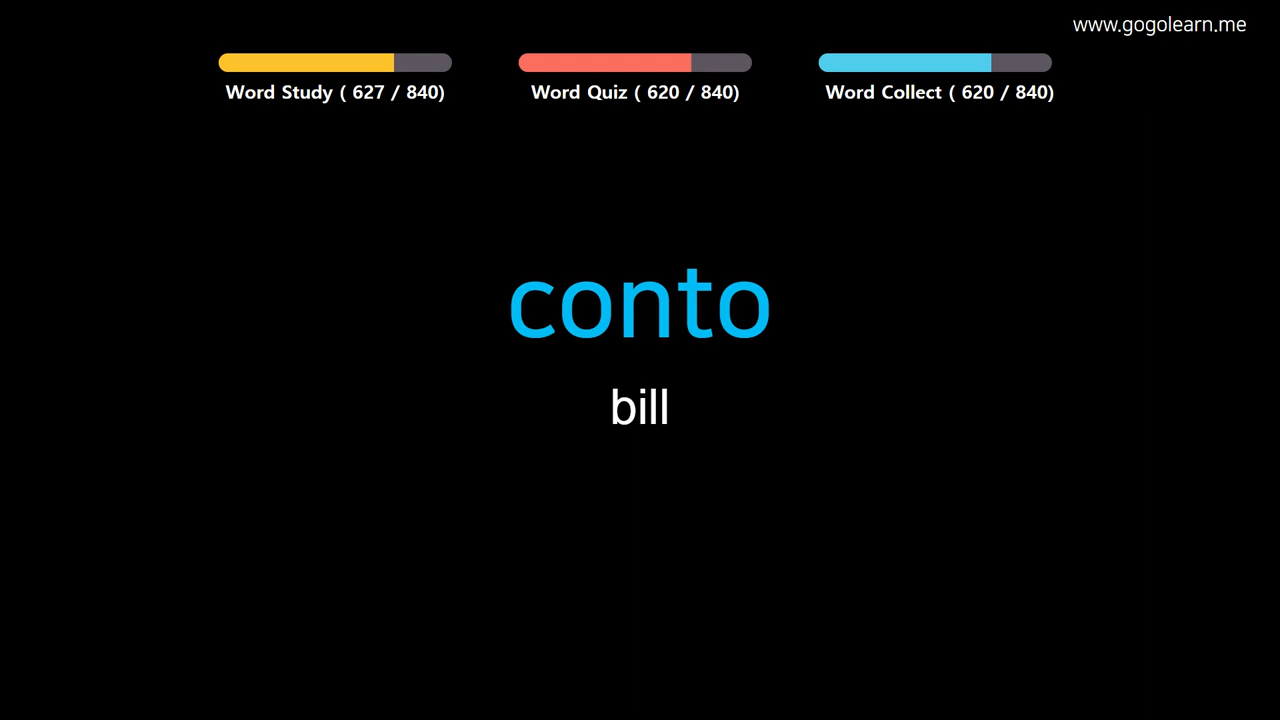 www.gogolearn.me
Word Study ( 627 / 840)
Word Quiz ( 620 / 840)
Word Collect ( 620 / 840)
conto
bill